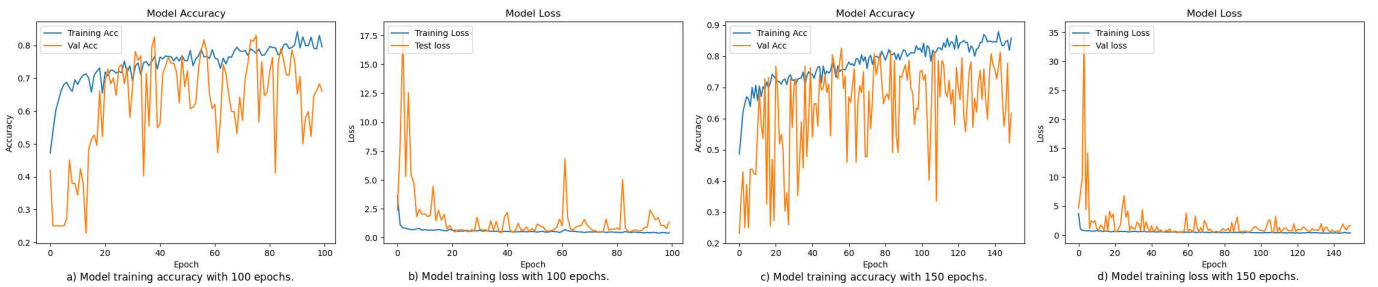 Model Accuracy
Training Acc
Val Acc
0.8
0.7
0.6
0.5
0.4
0.3
0.2
Accuracy
0 20 40 60 80 100
Epoch
a) Model training accuracy with 100 epochs.
Model Loss
Training Loss
Test loss
17.5
15.0
12.5
10.0
7.5
5.0
2.5
0.0
Loss
0 20 40 60 80 100
Epoch
b) Model training loss with 100 epochs.
Model Accuracy
Training Acc
Val Acc
0.9
0.8
0.7
0.6
0.5
0.4
0.3
0.2
Accuracy
0 20 40 60 80 100 120 140
Epoch
c) Model training accuracy with 150 epochs.
Model Loss
Training Loss
Val loss
35
30
25
20
15
10
5
0
Loss
0 20 40 60 80 100 120 140
Epoch
d) Model training loss with 150 epochs.